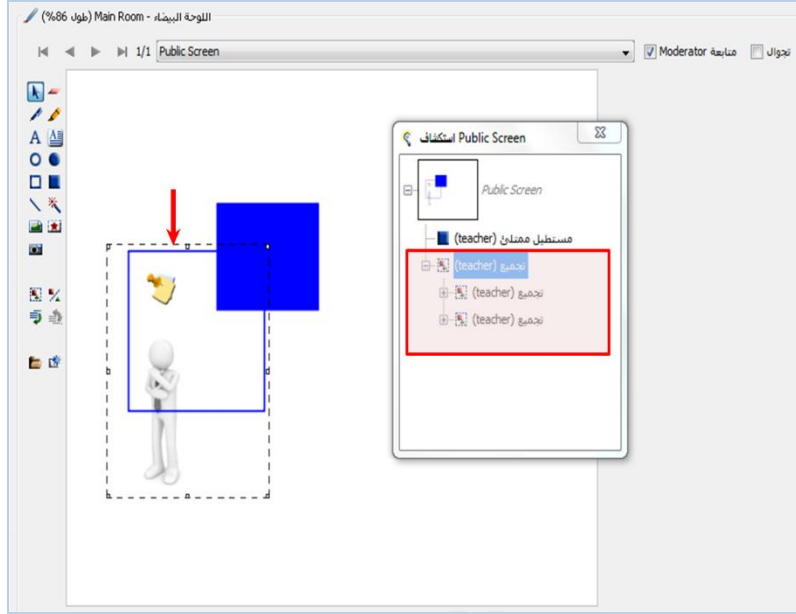 اللوحة البيضاء - Main Room (طول 86%)
1/1 Public Screen
متابعة Moderator
تجوال
استكشاف Public Screen
Public Screen
مستطيل ممتلئ (teacher)
تجميع (teacher)
تجميع (teacher)
تجميع (teacher)
A A